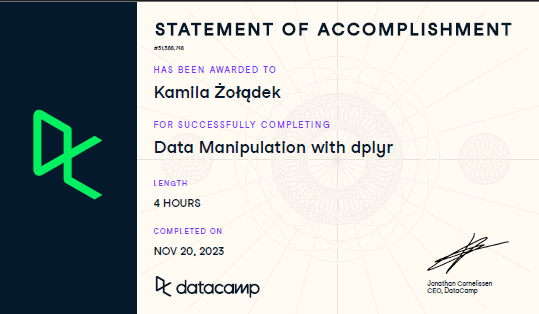 STATEMENT OF ACCOMPLISHMENT
#31,388,748
HAS BEEN AWARDED TO
Kamila Żołądek
FOR SUCCESSFULLY COMPLETING
Data Manipulation with dplyr
LENGTH
4 HOURS
COMPLETED ON
NOV 20, 2023
datacamp
Jonathan Cornelissen
CEO, DataCamp